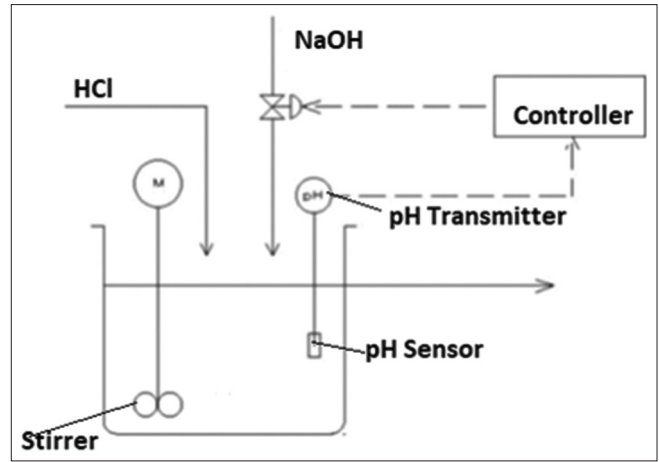 NaOH
HCl
Controller
M
pH
pH Transmitter
pH Sensor
Stirrer